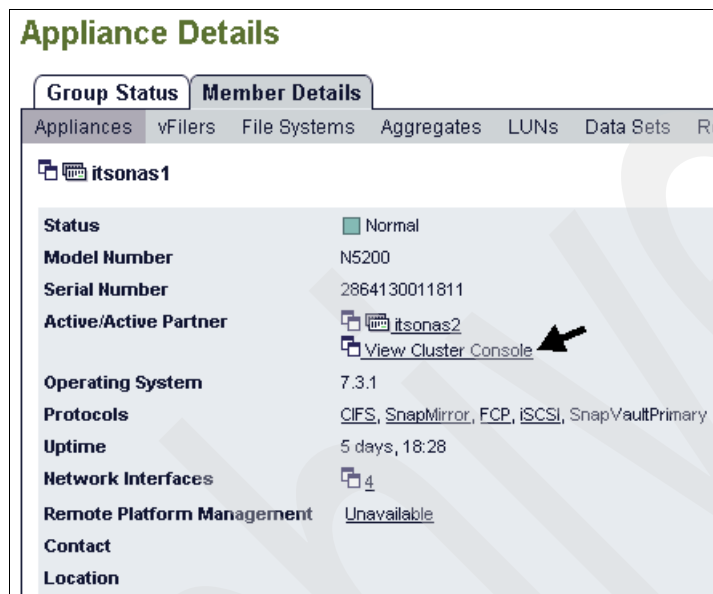 Appliance Details
Group Status Member Details
Appliances vFilers File Systems Aggregates LUNs Data Sets R
itsonas1
Status Normal
Model Number N5200
Serial Number 2864130011811
Active/Active Partner itsonas2
View Cluster Console
Operating System 7.3.1
Protocols CIFS, SnapMirror, FCP, iSCSI, SnapVaultPrimary
Uptime 5 days, 18:28
Network Interfaces 4
Remote Platform Management Unavailable
Contact
Location